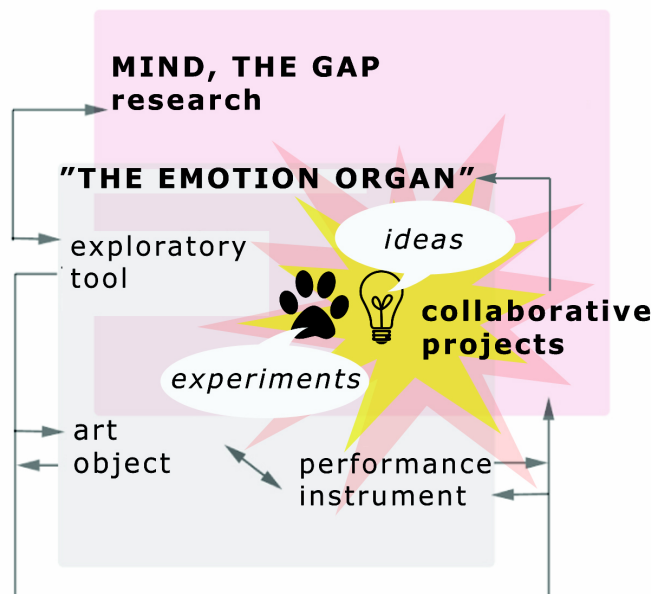 MIND, THE GAP
research
”THE EMOTION ORGAN”
ideas
exploratory
tool
collaborative
projects
experiments
art
object
performance
instrument